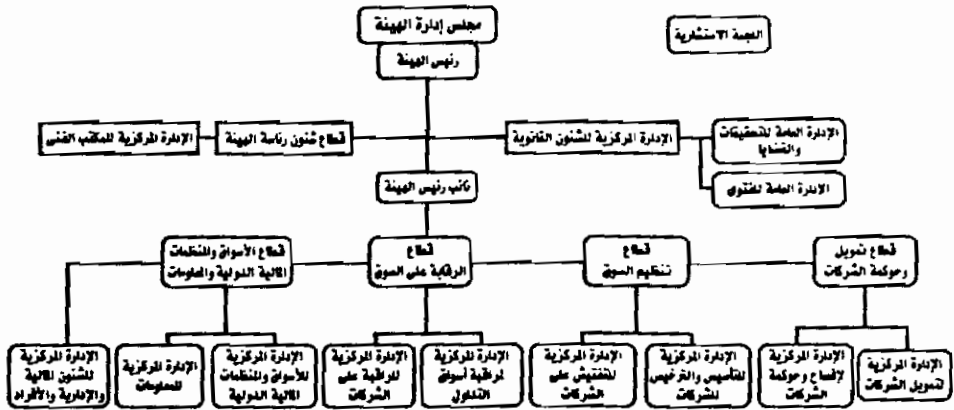 مجلس إدارة الهيئة
اللجنة الاستشارية
رئيس الهيئة
الإدارة العامة للتحقيقات
والقضايا
الإدارة المركزية للشئون القانونية
قطاع شئون رئاسة الهيئة
الإدارة المركزية للمكتب الفنى
الإدارة العامة للفتوى
نائب رئيس الهيئة
قطاع تمويل
وحوكمة الشركات
قطاع
تنظيم السوق
قطاع
الرقابة على السوق
قطاع الأسواق والمنظمات
المالية الدولية والمعلومات
الإدارة المركزية
لتمويل الشركات
الإدارة المركزية
لإفصاح وحوكمة
الشركات
الإدارة المركزية
للتأسيس والترخيص
للشركات
الإدارة المركزية
للتفتيش على
الشركات
الإدارة المركزية
لمراقبة أسواق
التداول
الإدارة المركزية
للرقابة على
الشركات
الإدارة المركزية
للأسواق والمنظمات
المالية الدولية
الإدارة المركزية
للمعلومات
الإدارة المركزية
للشئون المالية
والإدارية والأفراد